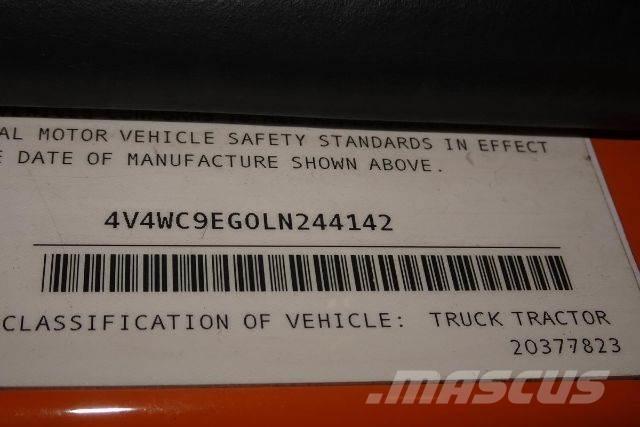 AL MOTOR VEHICLE SAFETY STANDARDS IN EFFECT
E DATE OF MANUFACTURE SHOWN ABOVE.
4V4WC9EG0LN244142
CLASSIFICATION OF VEHICLE: TRUCK TRACTOR
20377823
MASCUS